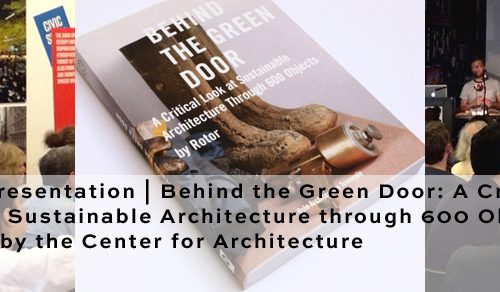 CIVIC
BEHIND
THE GREEN
DOOR
A Critical Look at Sustainable
Architecture Through 600 Objects
by Rotor
resentation | Behind the Green Door: A Cr
Sustainable Architecture through 600 O
by the Center for Architecture